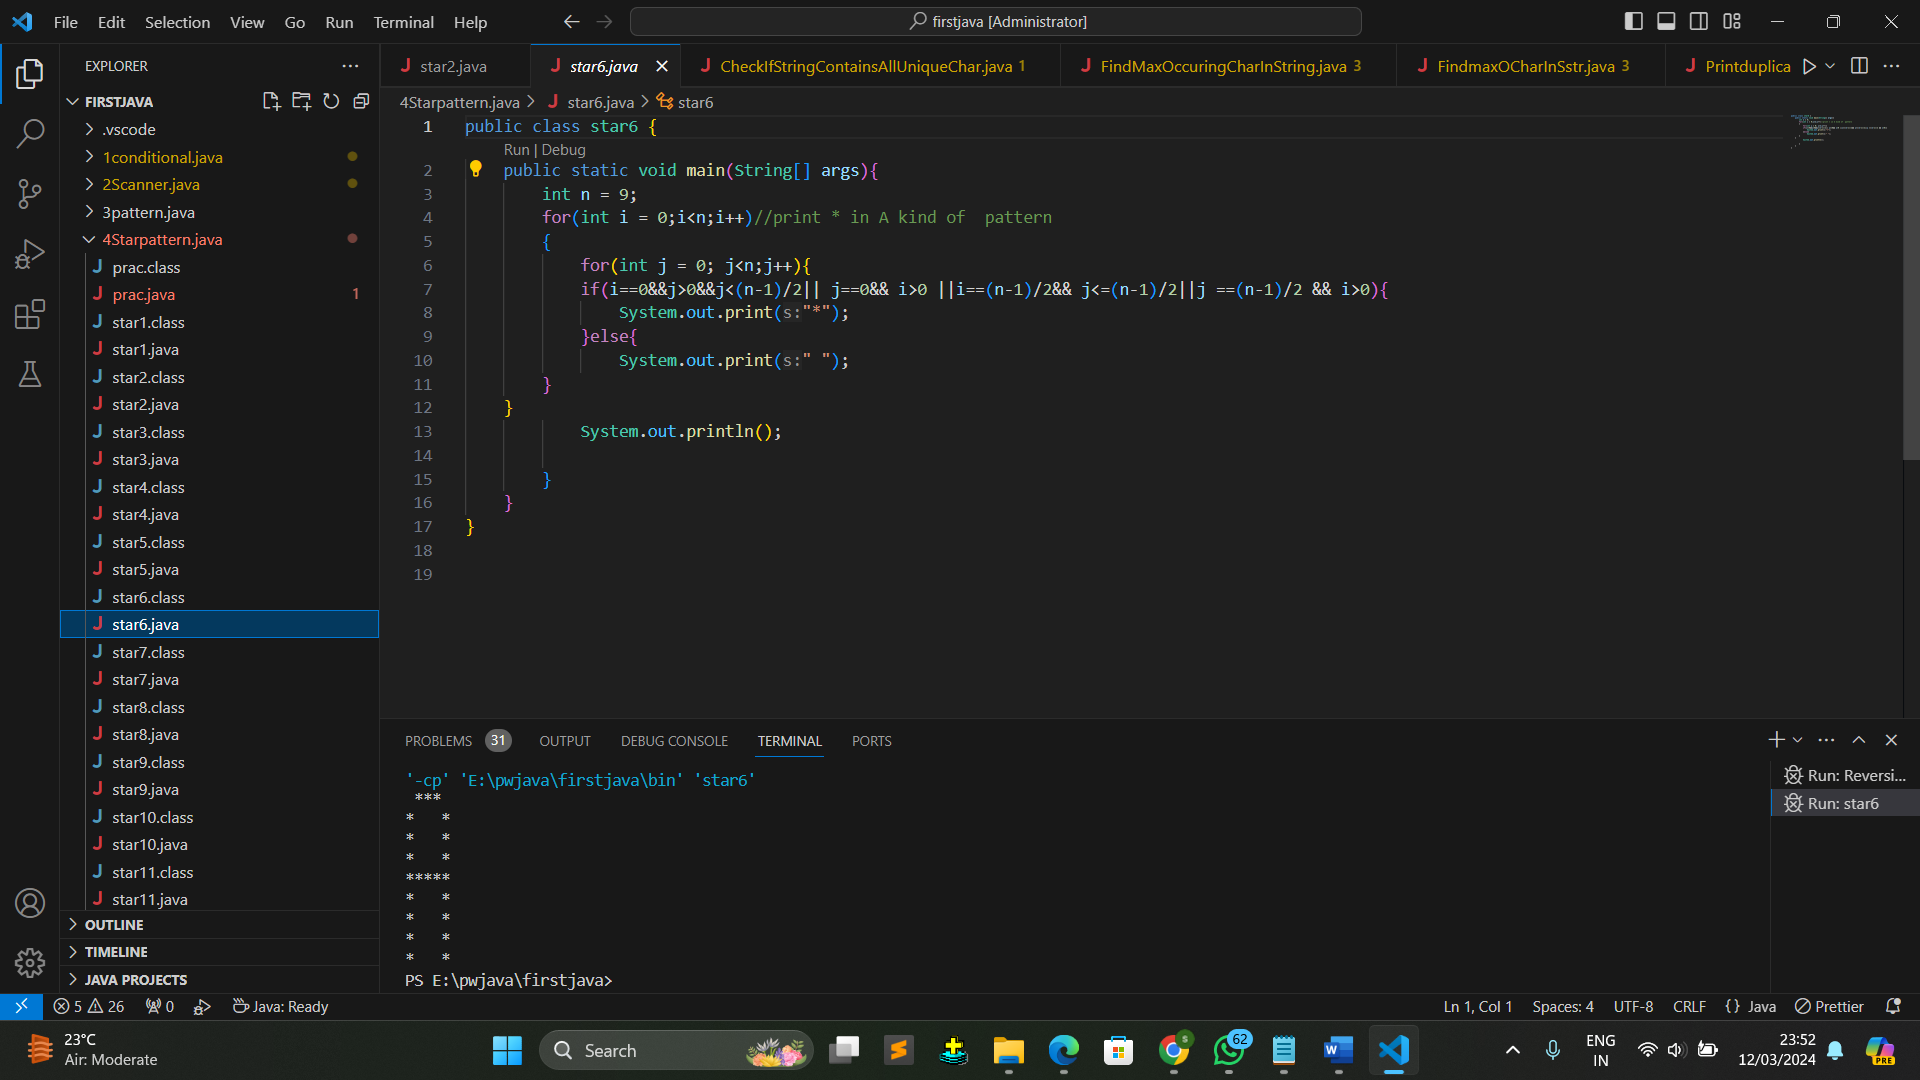 File Edit Selection View Go Run Terminal Help
firstjava [Administrator]
EXPLORER
FIRSTJAVA
.vscode
1conditional.java
2Scanner.java
3pattern.java
4Starpattern.java
prac.class
prac.java 1
star1.class
star1.java
star2.class
star2.java
star3.class
star3.java
star4.class
star4.java
star5.class
star5.java
star6.class
star6.java
star7.class
star7.java
star8.class
star8.java
star9.class
star9.java
star10.class
star10.java
star11.class
star11.java
OUTLINE
TIMELINE
JAVA PROJECTS
star2.java star6.java CheckIfStringContainsAllUniqueChar.java 1 FindMaxOccuringCharInString.java 3 FindmaxOCharInSstr.java 3 Printduplica
4Starpattern.java > star6.java > star6
1 public class star6 {
Run | Debug
2 public static void main(String[] args){
3 int n = 9;
4 for(int i = 0;i<n;i++)//print * in A kind of  pattern
5 {
6 for(int j = 0; j<n;j++){
7 if(i==0&&j>0&&j<(n-1)/2|| j==0&& i>0 ||i==(n-1)/2&& j<=(n-1)/2||j ==(n-1)/2 && i>0){
8 System.out.print(s:"*");
9 }else{
10 System.out.print(s:" ");
11 }
12 }
13 System.out.println();
14
15 }
16 }
17 }
18
19
PROBLEMS 31 OUTPUT DEBUG CONSOLE TERMINAL PORTS
'-cp' 'E:\pwjava\firstjava\bin' 'star6'
 ***
*   *
*   *
*   *
*****
*   *
*   *
*   *
*   *
PS E:\pwjava\firstjava>
Run: Reversi...
Run: star6
5 26 0 Java: Ready Ln 1, Col 1 Spaces: 4 UTF-8 CRLF {} Java Prettier
23°C
Air: Moderate
Search
S
62
ENG
IN
23:52
12/03/2024
PRE